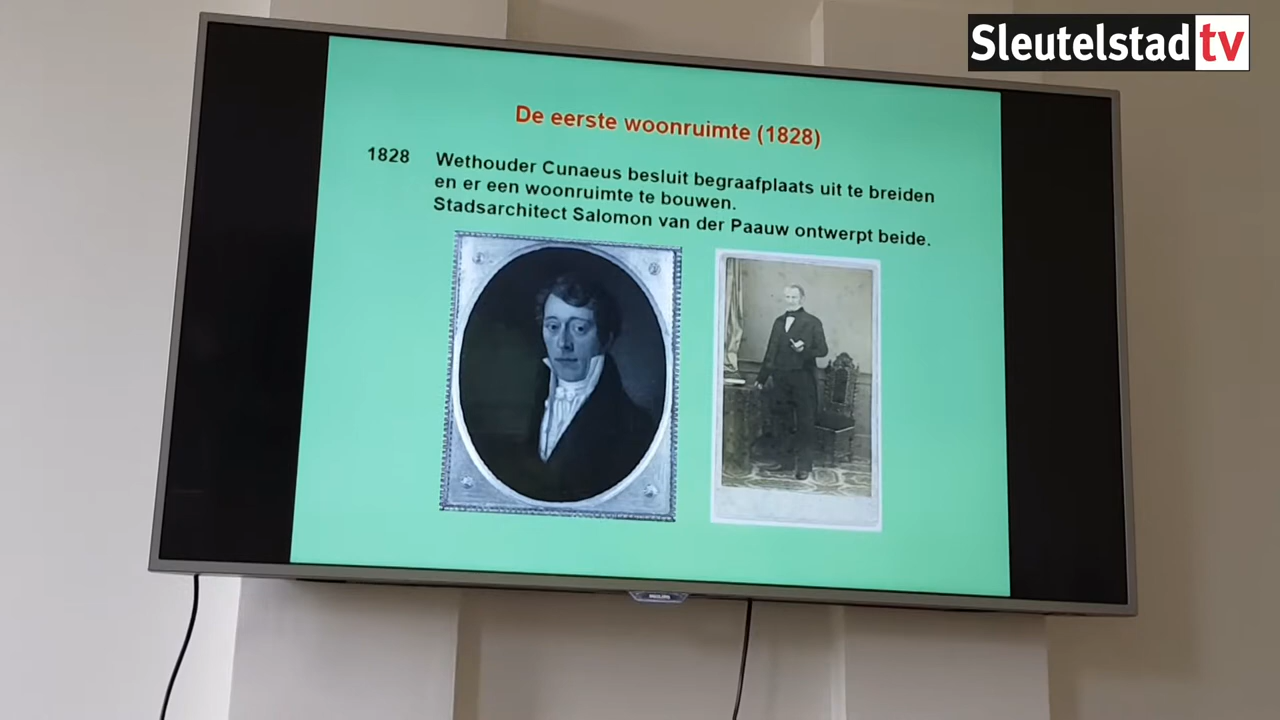 Sleutelstad tv
De eerste woonruimte (1828)
1828 Wethouder Cunaeus besluit begraafplaats uit te breiden
en er een woonruimte te bouwen.
Stadsarchitect Salomon van der Paauw ontwerpt beide.
PHILIPS